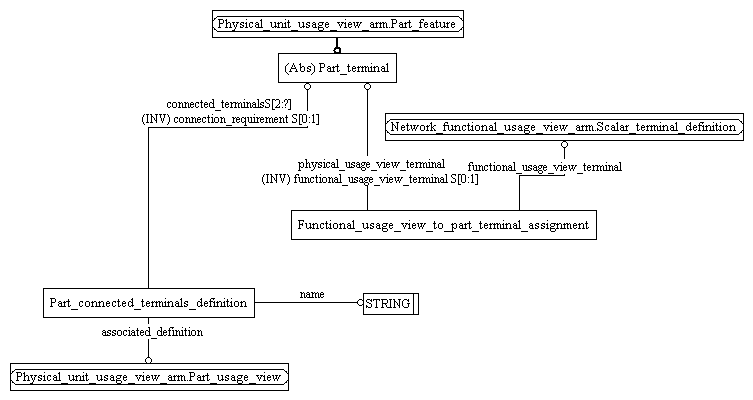 Physical_unit_usage_view_arm.Part_feature
(Abs) Part_terminal
connected_terminalsS[2:?]
(INV) connection_requirement S[0:1]
Network_functional_usage_view_arm.Scalar_terminal_definition
physical_usage_view_terminal
(INV) functional_usage_view_terminal S[0:1]
functional_usage_view_terminal
Functional_usage_view_to_part_terminal_assignment
Part_connected_terminals_definition
name
STRING
associated_definition
Physical_unit_usage_view_arm.Part_usage_view